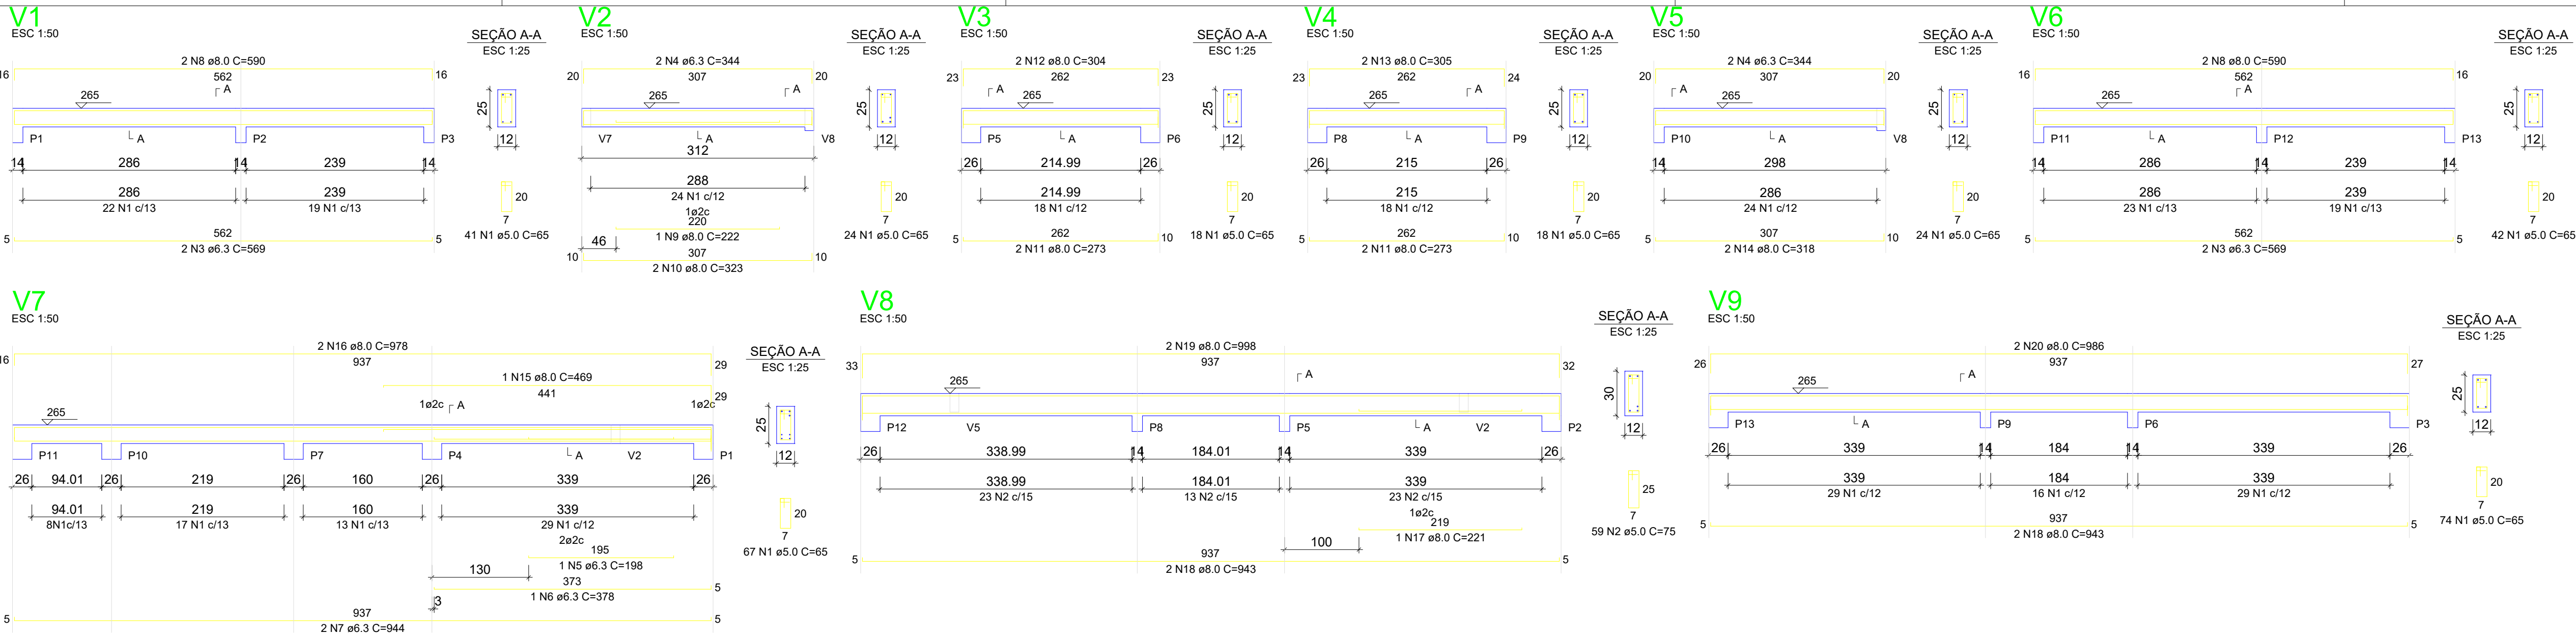 V1
ESC 1:50
SEÇÃO A-A
ESC 1:25
2 N8 ø8.0 C=590
16
562
16
A
265
25
P1
A
P2
P3
12
14
286
14
239
14
286
239
20
22 N1 c/13
19 N1 c/13
7
41 N1 ø5.0 C=65
5
562
5
2 N3 ø6.3 C=569
V2
ESC 1:50
SEÇÃO A-A
ESC 1:25
2 N4 ø6.3 C=344
20
307
20
A
265
25
V7
A
V8
12
312
288
20
24 N1 c/12
7
1ø2c
220
24 N1 ø5.0 C=65
1 N9 ø8.0 C=222
46
10
307
10
2 N10 ø8.0 C=323
V3
ESC 1:50
SEÇÃO A-A
ESC 1:25
2 N12 ø8.0 C=304
23
262
23
A
265
25
P5
A
P6
12
26
214.99
26
214.99
20
18 N1 c/12
7
18 N1 ø5.0 C=65
5
262
10
2 N11 ø8.0 C=273
V4
ESC 1:50
SEÇÃO A-A
ESC 1:25
2 N13 ø8.0 C=305
23
262
24
A
265
25
P8
A
P9
12
26
215
26
215
20
18 N1 c/12
7
18 N1 ø5.0 C=65
5
262
10
2 N11 ø8.0 C=273
V5
ESC 1:50
SEÇÃO A-A
ESC 1:25
2 N4 ø6.3 C=344
20
307
20
A
265
25
P10
A
V8
12
14
298
286
20
24 N1 c/12
7
24 N1 ø5.0 C=65
5
307
10
2 N14 ø8.0 C=318
V6
ESC 1:50
SEÇÃO A-A
ESC 1:25
2 N8 ø8.0 C=590
16
562
16
A
265
25
P11
A
P12
P13
12
14
286
14
239
14
286
239
20
23 N1 c/13
19 N1 c/13
7
42 N1 ø5.0 C=65
5
562
5
2 N3 ø6.3 C=569
V7
ESC 1:50
SEÇÃO A-A
ESC 1:25
2 N16 ø8.0 C=978
16
937
29
1 N15 ø8.0 C=469
441
29
1ø2c
A
1ø2c
265
25
P11
P10
P7
P4
A
V2
P1
12
26
94.01
26
219
26
160
26
339
26
94.01
219
160
339
20
8N1c/13
17 N1 c/13
13 N1 c/13
29 N1 c/12
7
2ø2c
67 N1 ø5.0 C=65
195
1 N5 ø6.3 C=198
130
373
5
1 N6 ø6.3 C=378
3
5
937
5
2 N7 ø6.3 C=944
V8
ESC 1:50
SEÇÃO A-A
ESC 1:25
2 N19 ø8.0 C=998
33
937
32
A
265
30
P12
V5
P8
P5
A
V2
P2
12
26
338.99
14
184.01
14
339
26
338.99
184.01
339
25
23 N2 c/15
13 N2 c/15
23 N2 c/15
7
1ø2c
219
59 N2 ø5.0 C=75
1 N17 ø8.0 C=221
100
5
937
5
2 N18 ø8.0 C=943
V9
ESC 1:50
SEÇÃO A-A
ESC 1:25
2 N20 ø8.0 C=986
26
937
27
A
265
25
P13
A
P9
P6
P3
12
26
339
14
184
14
339
26
339
184
339
20
29 N1 c/12
16 N1 c/12
29 N1 c/12
7
74 N1 ø5.0 C=65
5
937
5
2 N18 ø8.0 C=943